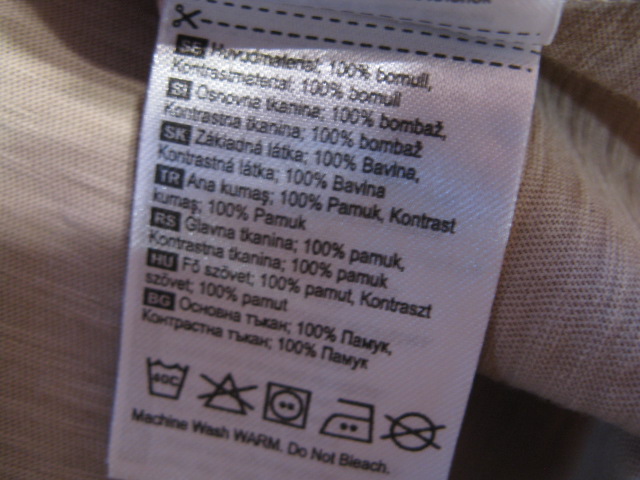 SE Huvudmaterial; 100% bomull,
Kontrastmaterial; 100% bomull
SI Osnovna tkanina; 100% bombaž,
Kontrastna tkanina; 100% bombaž
SK Základná látka; 100% Bavlna,
Kontrastná látka; 100% Bavlna
TR Ana kumaş; 100% Pamuk, Kontrast
kumaş; 100% Pamuk
RS Glavna tkanina; 100% pamuk,
Kontrastna tkanina; 100% pamuk
HU Fő szövet; 100% pamut, Kontraszt
szövet; 100% pamut
BG Основна тъкан; 100% Памук,
Контрастна тъкан; 100% Памук
40C
Machine Wash WARM. Do Not Bleach.